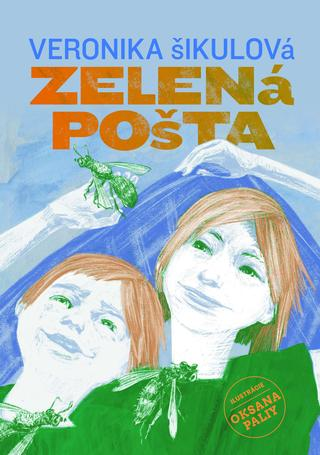 VERONIKA ŠIKULOVá
ZELENá
POŠTA
ILUSTRÁCIE
OKSANA
PALIY